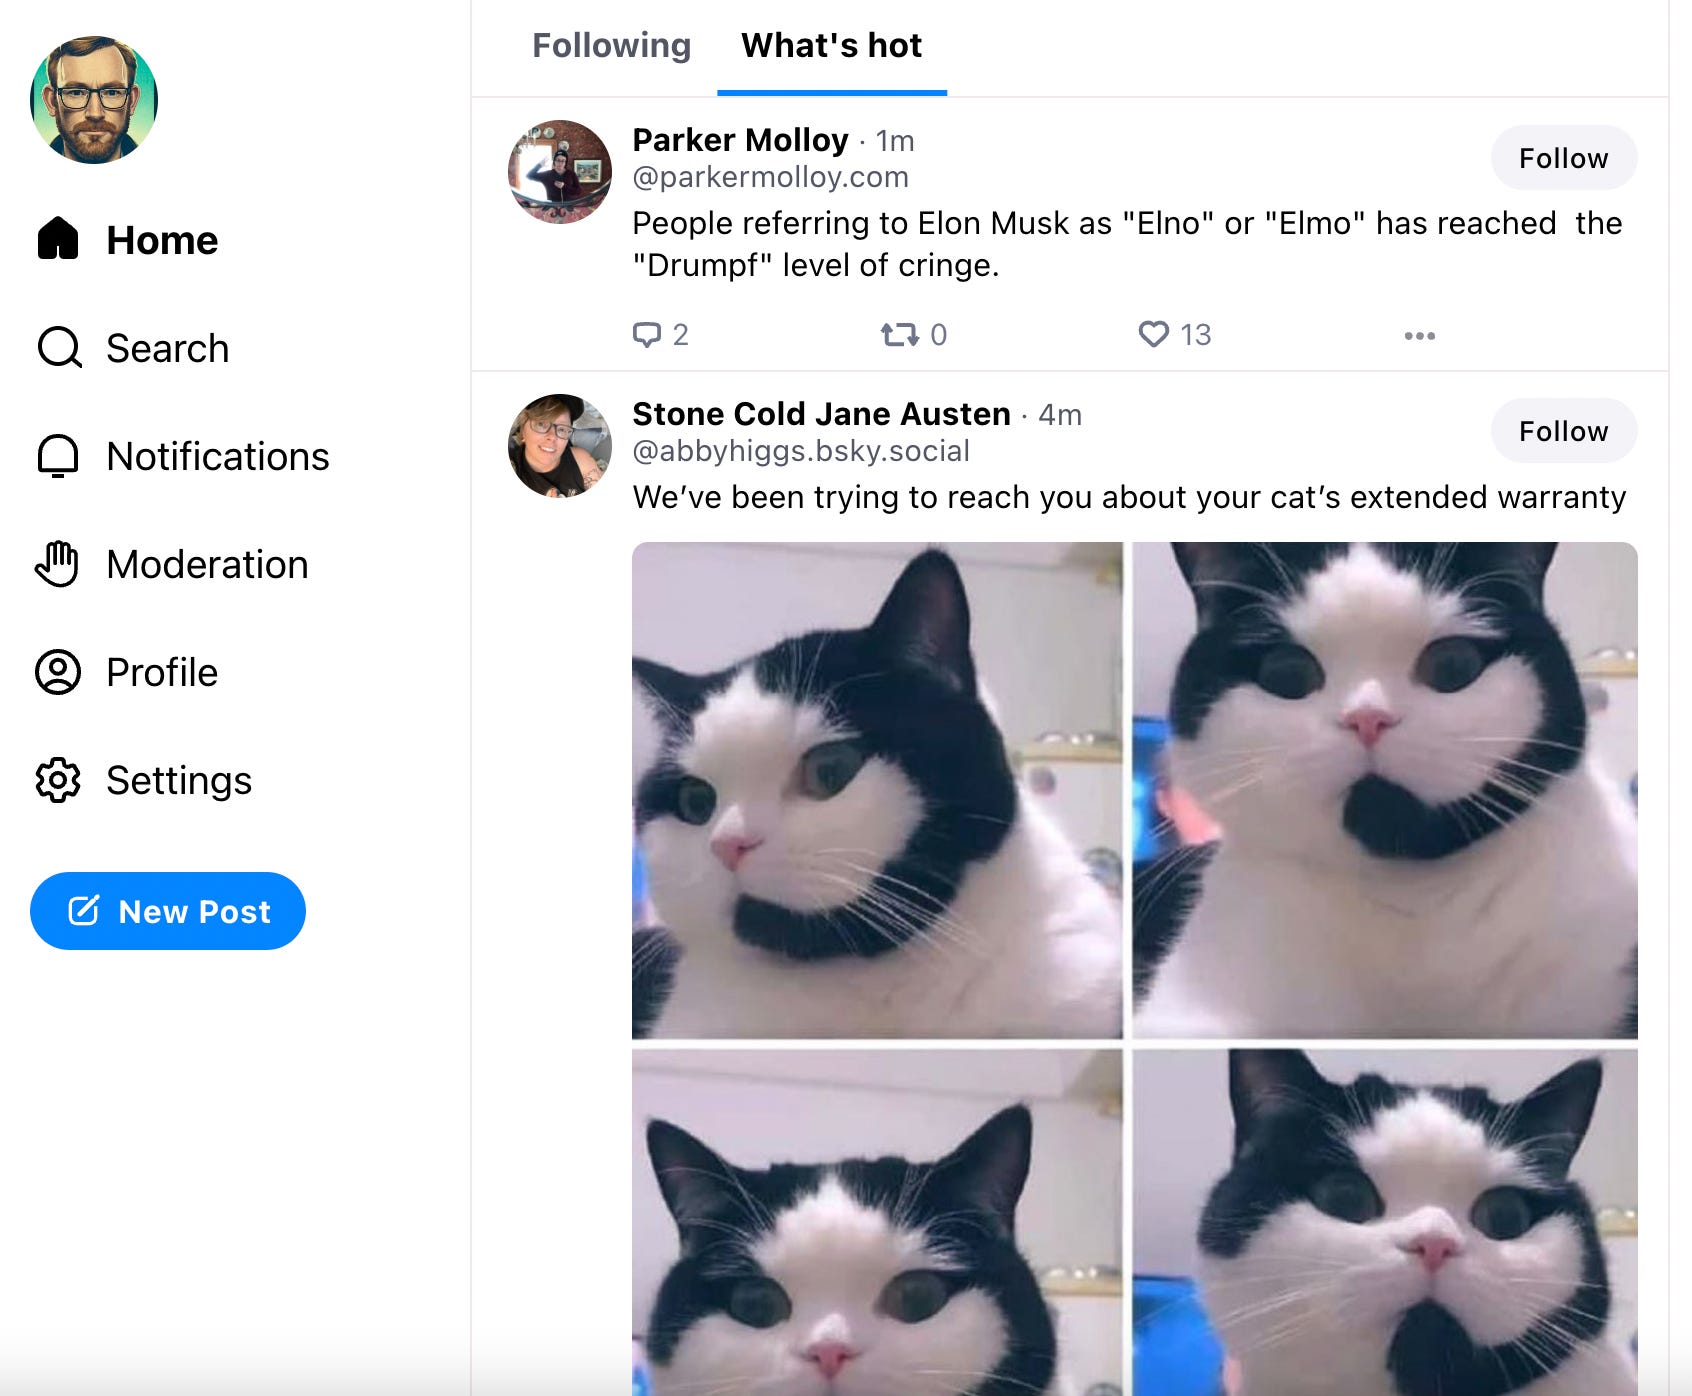 Following
What's hot
Home
Search
Notifications
Moderation
Profile
Settings
New Post
Parker Molloy · 1m
@parkermolloy.com
Follow
People referring to Elon Musk as "Elno" or "Elmo" has reached  the
"Drumpf" level of cringe.
2
0
13
Stone Cold Jane Austen · 4m
@abbyhiggs.bsky.social
Follow
We’ve been trying to reach you about your cat’s extended warranty